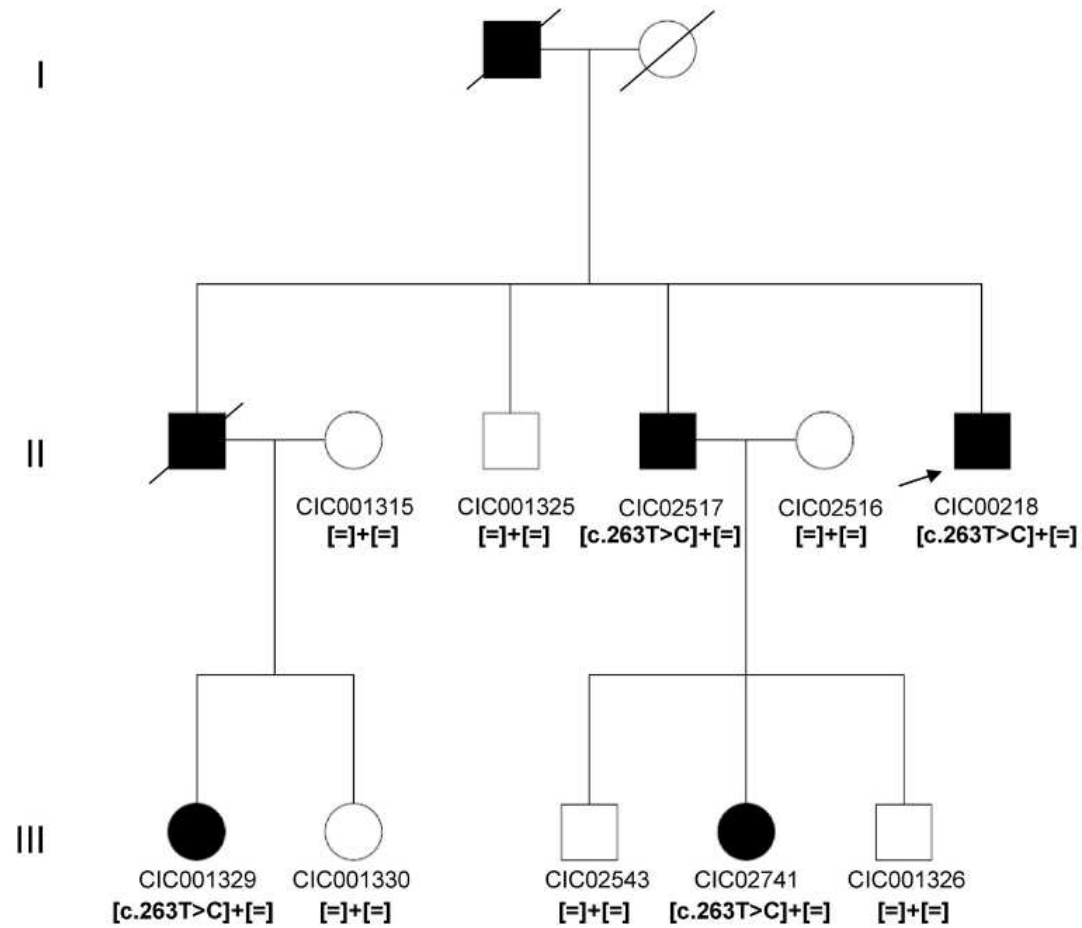 I
II
CIC001315 CIC001325 CIC02517 CIC02516 CIC00218
[=]+[=] [=]+[=] [c.263T>C]+[=] [=]+[=] [c.263T>C]+[=]
III
CIC001329 CIC001330 CIC02543 CIC02741 CIC001326
[c.263T>C]+[=] [=]+[=] [=]+[=] [c.263T>C]+[=] [=]+[=]